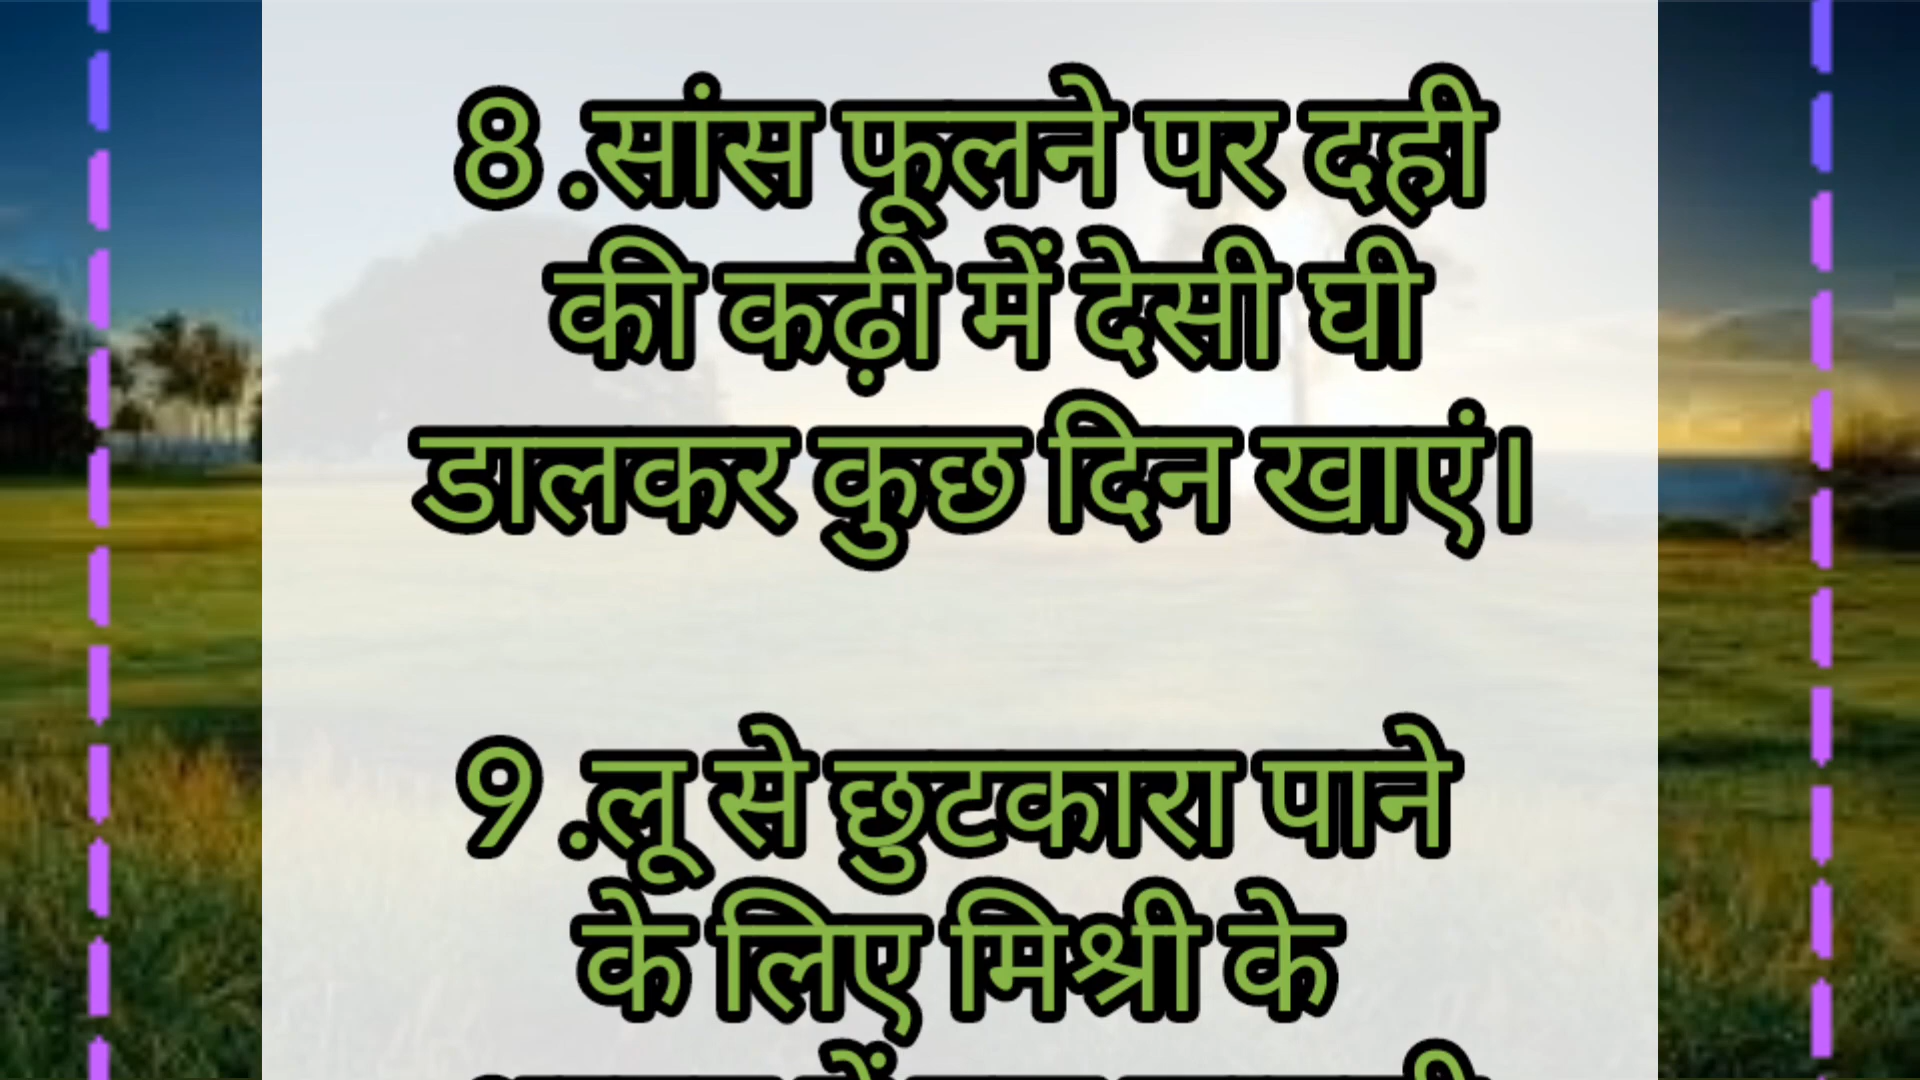 8.सांस फूलने पर दही
की कढ़ी में देसी घी
डालकर कुछ दिन खाएं।
9.लू से छुटकारा पाने
के लिए मिश्री के